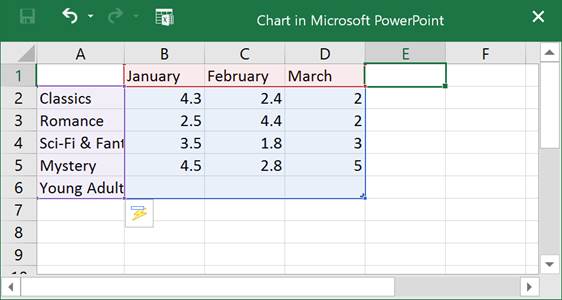 Chart in Microsoft PowerPoint
A B C D E F
1 January February March
2 Classics 4.3 2.4 2
3 Romance 2.5 4.4 2
4 Sci-Fi & Fant 3.5 1.8 3
5 Mystery 4.5 2.8 5
6 Young Adult
7
8
9